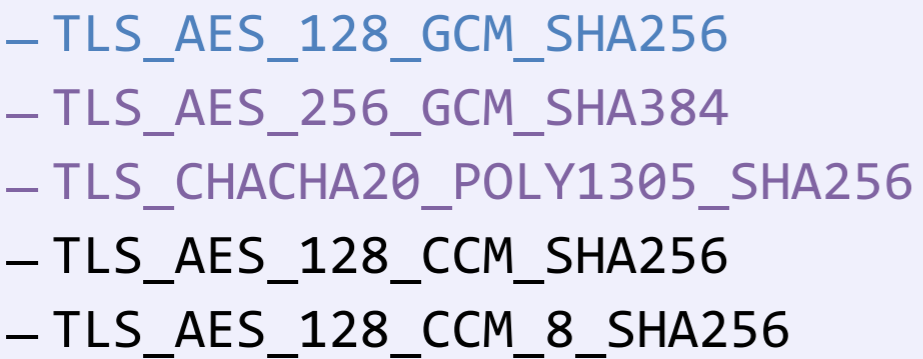 – TLS_AES_128_GCM_SHA256
– TLS_AES_256_GCM_SHA384
– TLS_CHACHA20_POLY1305_SHA256
– TLS_AES_128_CCM_SHA256
– TLS_AES_128_CCM_8_SHA256